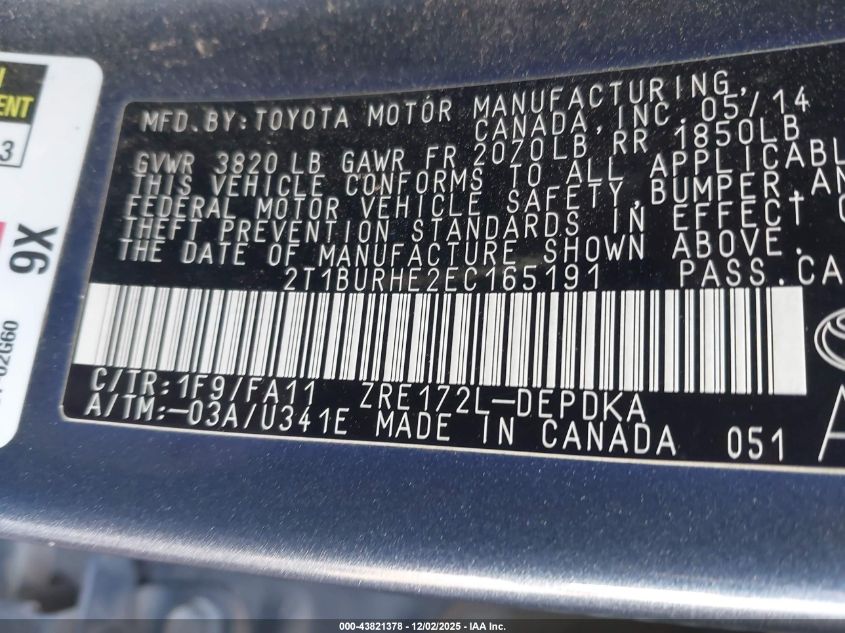 MFD.BY:TOYOTA MOTOR MANUFACTURING,
CANADA, INC. 05/14
GVWR 3820 LB GAWR FR 2070LB RR 1850LB
THIS VEHICLE CONFORMS TO ALL APPLICABL
FEDERAL MOTOR VEHICLE SAFETY, BUMPER, AN
THEFT PREVENTION STANDARDS IN EFFECT O
THE DATE OF MANUFACTURE SHOWN ABOVE.
2T1BURHE2EC165191 PASS.CA
C/TR:1F9/FA11 ZRE172L-DEPDKA
A/TM:-03A/U341E MADE IN CANADA 051
A
ENT
3
9X
02G60
000-43821378 - 12/02/2025 - IAA Inc.